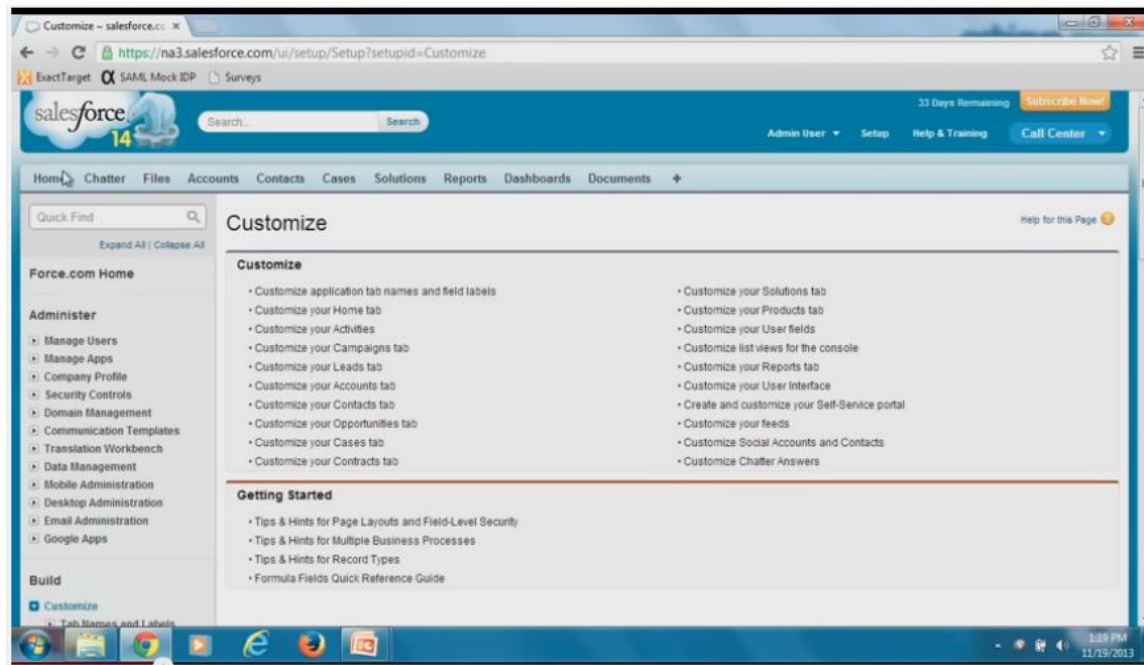 Customize ~ salesforce.co
https://na3.salesforce.com/ui/setup/Setup?setupid=Customize
ExactTarget SAML Mock IDP Surveys
salesforce
14
Search...
Search
33 Days Remaining
Subscribe Now!
Admin User
Setup
Help & Training
Call Center
Home Chatter Files Accounts Contacts Cases Solutions Reports Dashboards Documents +
Quick Find
Expand All | Collapse All
Force.com Home
Administer
Manage Users
Manage Apps
Company Profile
Security Controls
Domain Management
Communication Templates
Translation Workbench
Data Management
Mobile Administration
Desktop Administration
Email Administration
Google Apps
Build
Customize
Tab Names and Labels
Customize
Help for this Page
Customize
• Customize application tab names and field labels
• Customize your Home tab
• Customize your Activities
• Customize your Campaigns tab
• Customize your Leads tab
• Customize your Accounts tab
• Customize your Contacts tab
• Customize your Opportunities tab
• Customize your Cases tab
• Customize your Contracts tab
• Customize your Solutions tab
• Customize your Products tab
• Customize your User fields
• Customize list views for the console
• Customize your Reports tab
• Customize your User Interface
• Create and customize your Self-Service portal
• Customize your feeds
• Customize Social Accounts and Contacts
• Customize Chatter Answers
Getting Started
• Tips & Hints for Page Layouts and Field-Level Security
• Tips & Hints for Multiple Business Processes
• Tips & Hints for Record Types
• Formula Fields Quick Reference Guide
1:19 PM
11/19/2013